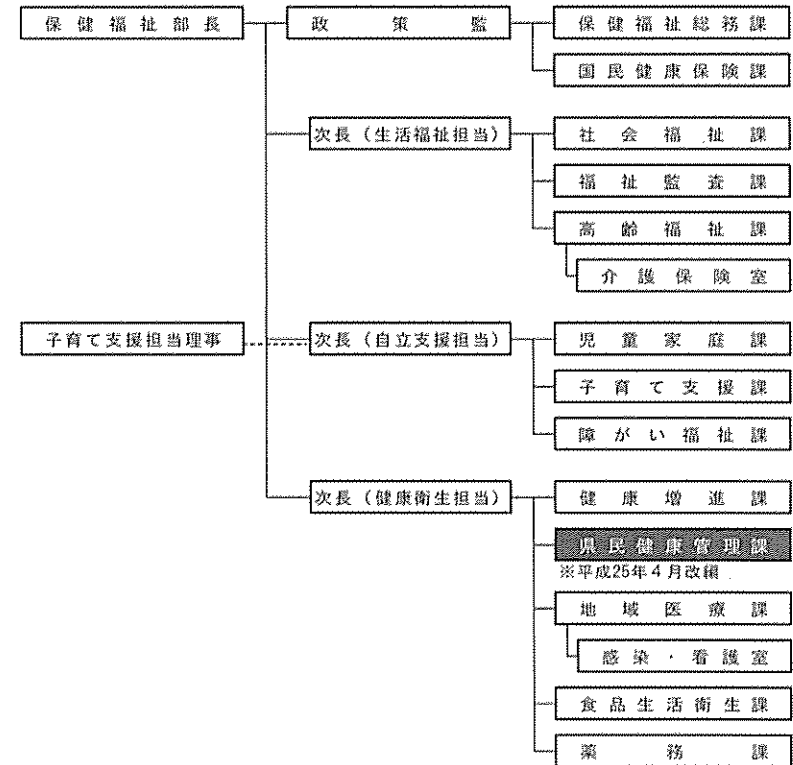 保健福祉部長
政策監
保健福祉総務課
国民健康保険課
次長（生活福祉担当）
社会福祉課
福祉監査課
高齢福祉課
介護保険室
子育て支援担当理事
次長（自立支援担当）
児童家庭課
子育て支援課
障がい福祉課
次長（健康衛生担当）
健康増進課
県民健康管理課
※平成25年4月改編
地域医療課
感染・看護室
食品生活衛生課
薬務課